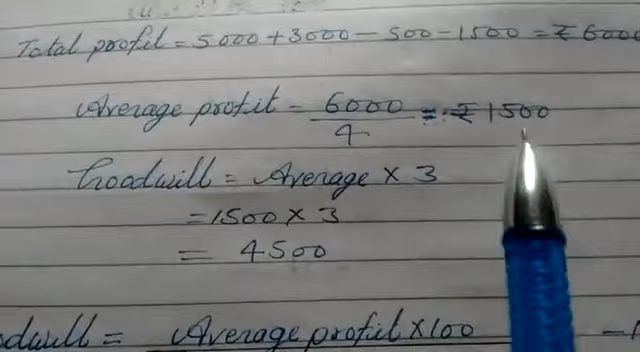 Total profit = 5000 + 3000 - 500 - 1500 = ₹ 6000
Average profit - 6000 / 4 = ₹ 1500
Goodwill = Average × 3
= 1500 × 3
= 4500
Average profit × 100